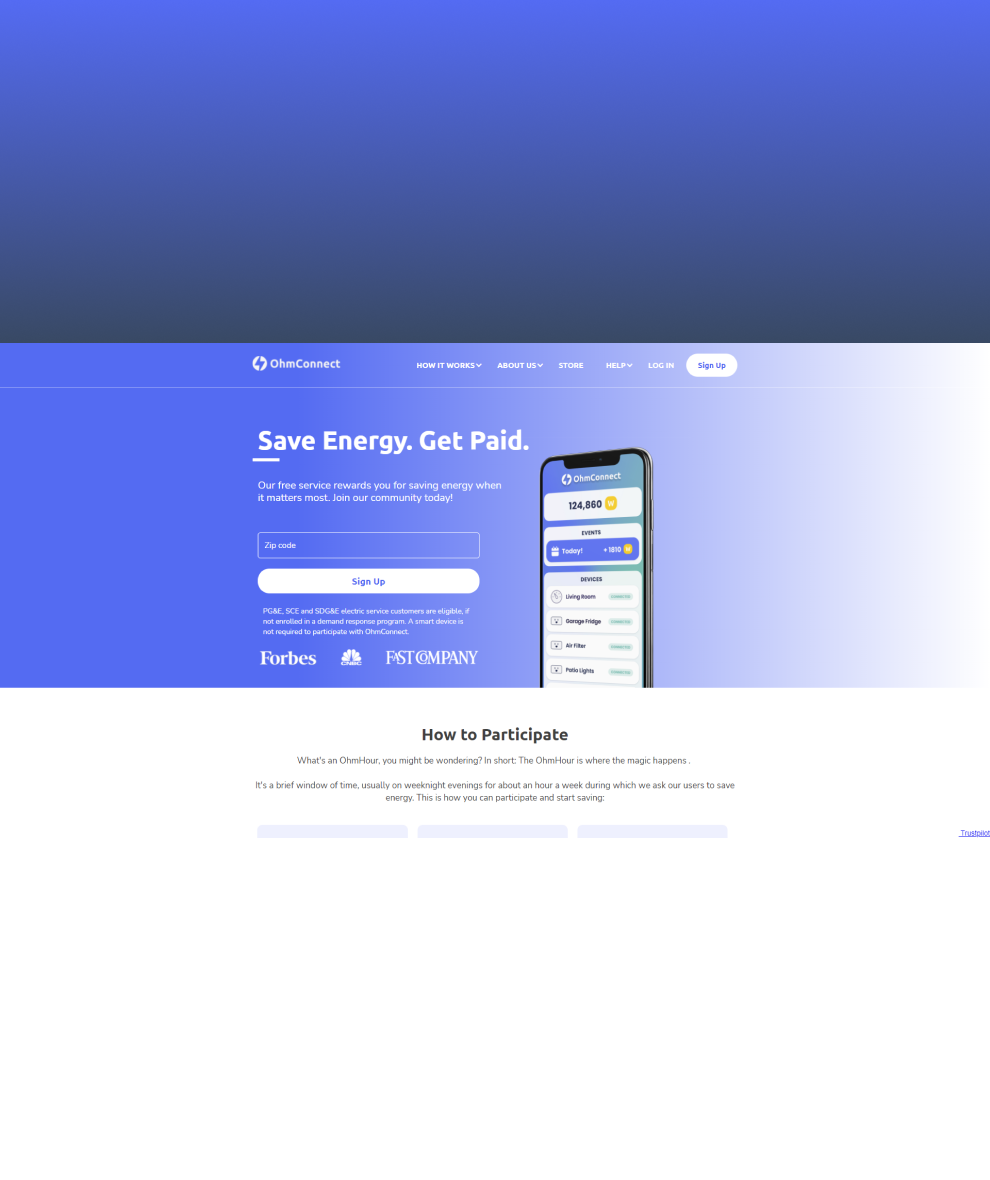 OhmConnect
HOW IT WORKS
ABOUT US
STORE
HELP
LOG IN
Sign Up
Save Energy. Get Paid.
Our free service rewards you for saving energy when
it matters most. Join our community today!
Zip code
Sign Up
PG&E, SCE and SDG&E electric service customers are eligible, if
not enrolled in a demand response program. A smart device is
not required to participate with OhmConnect.
Forbes
CNBC
FAST COMPANY
OhmConnect
124,860 W
EVENTS
Today! +1810 W
DEVICES
Living Room CONNECTED
Garage Fridge CONNECTED
Air Filter CONNECTED
Patio Lights CONNECTED
How to Participate
What's an OhmHour, you might be wondering? In short: The OhmHour is where the magic happens .
It's a brief window of time, usually on weeknight evenings for about an hour a week during which we ask our users to save
energy. This is how you can participate and start saving:
Trustpilot